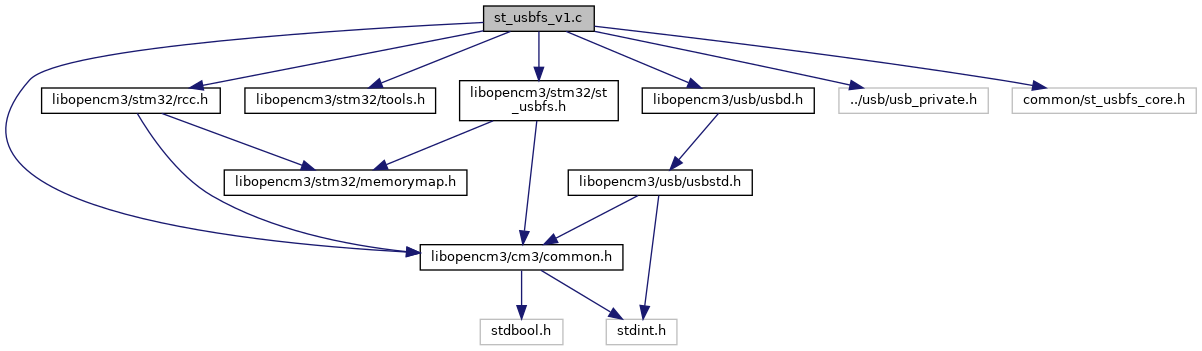 st_usbfs_v1.c
libopencm3/stm32/rcc.h
libopencm3/stm32/tools.h
libopencm3/stm32/st
_usbfs.h
libopencm3/usb/usbd.h
../usb/usb_private.h
common/st_usbfs_core.h
libopencm3/stm32/memorymap.h
libopencm3/usb/usbstd.h
libopencm3/cm3/common.h
stdbool.h
stdint.h